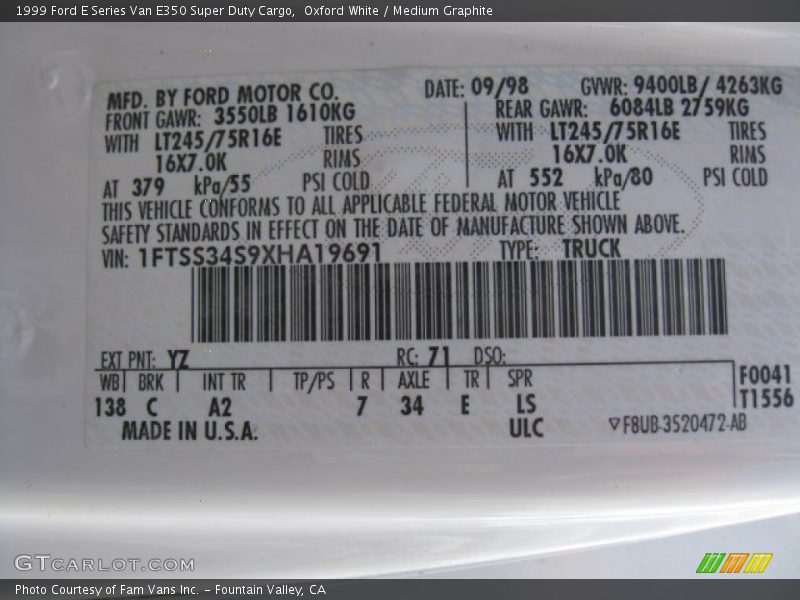 1999 Ford E Series Van E350 Super Duty Cargo,  Oxford White / Medium Graphite
MFD. BY FORD MOTOR CO. DATE: 09/98 GVWR: 9400LB/ 4263KG
FRONT GAWR: 3550LB 1610KG REAR GAWR: 6084LB 2759KG
WITH LT245/75R16E TIRES WITH LT245/75R16E TIRES
16X7.0K RIMS 16X7.0K RIMS
AT 379 kPa/55 PSI COLD AT 552 kPa/80 PSI COLD
THIS VEHICLE CONFORMS TO ALL APPLICABLE FEDERAL MOTOR VEHICLE
SAFETY STANDARDS IN EFFECT ON THE DATE OF MANUFACTURE SHOWN ABOVE.
VIN: 1FTSS34S9XHA19691 TYPE: TRUCK
EXT PNT: YZ RC: 71 DSO:
WB BRK INT TR TP/PS R AXLE TR SPR F0041
138 C A2 7 34 E LS T1556
MADE IN U.S.A. ULC ▽F8UB-3520472-AB
GTCARLOT.COM
Photo Courtesy of Fam Vans Inc. – Fountain Valley, CA